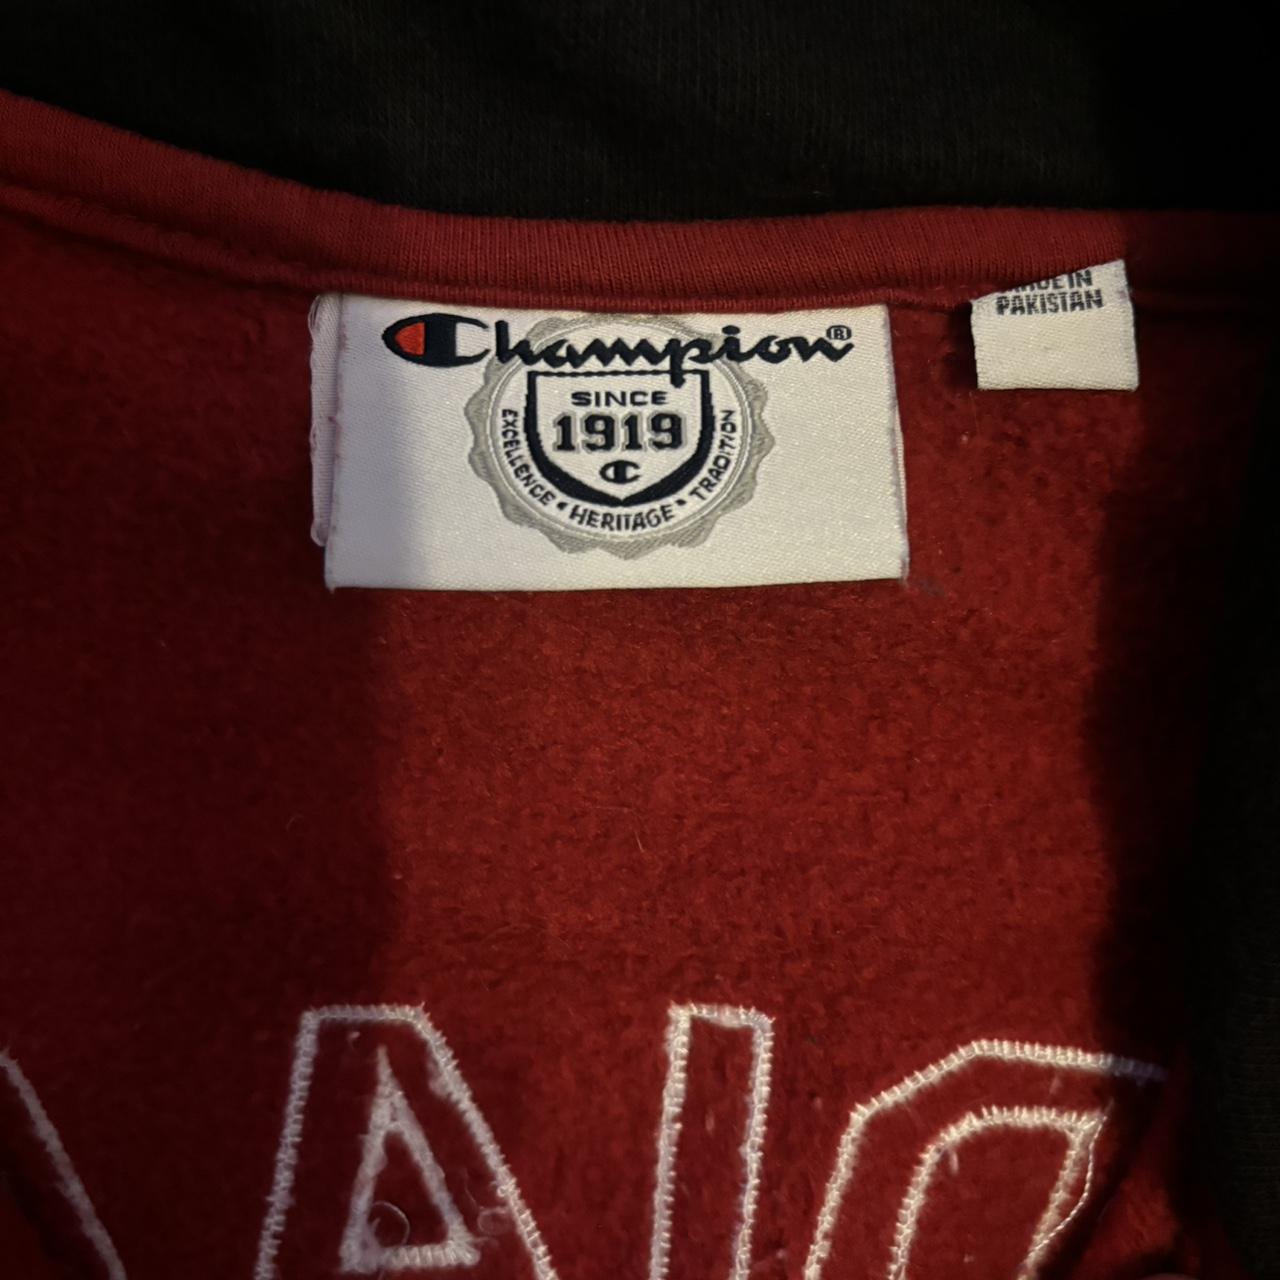 Champion®
SINCE
1919
EXCELLENCE • HERITAGE • TRADITION
MADE IN
PAKISTAN